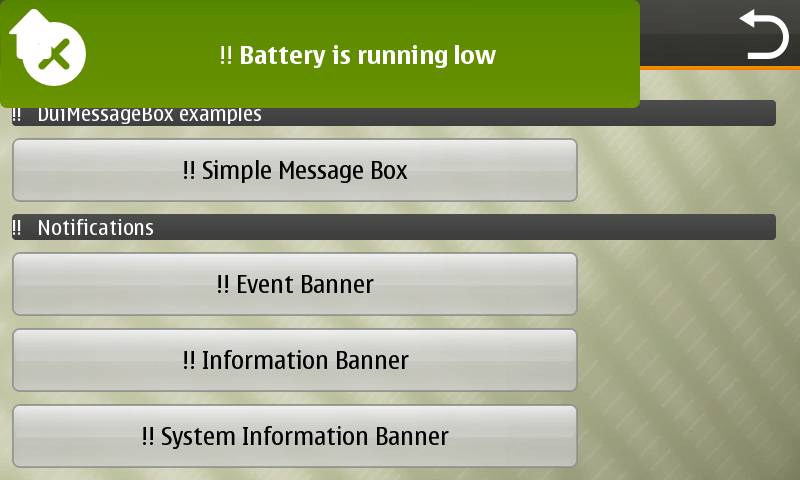 !! Battery is running low
!! DuiMessageBox examples
!! Simple Message Box
!! Notifications
!! Event Banner
!! Information Banner
!! System Information Banner